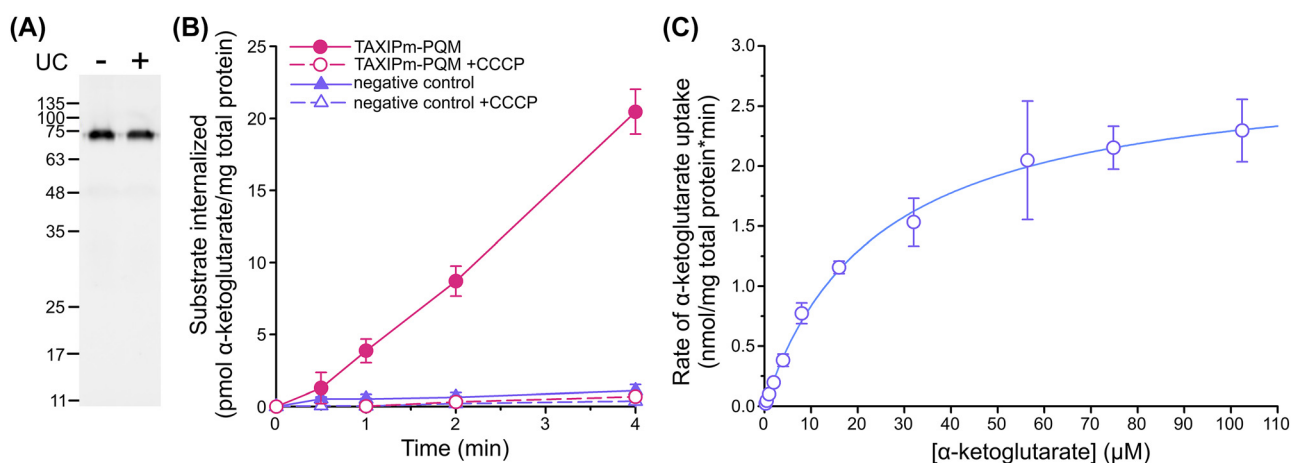 (A)
UC - +
135
100
75
63
48
35
25
17
11
(B)
Substrate internalized
(pmol α-ketoglutarate/mg total protein)
25
20
15
10
5
0
TAXIPm-PQM
TAXIPm-PQM +CCCP
negative control
negative control +CCCP
0 1 2 3 4
Time (min)
(C)
Rate of α-ketoglutarate uptake
(nmol/mg total protein*min)
3.0
2.5
2.0
1.5
1.0
0.5
0.0
0 10 20 30 40 50 60 70 80 90 100 110
[α-ketoglutarate] (μM)